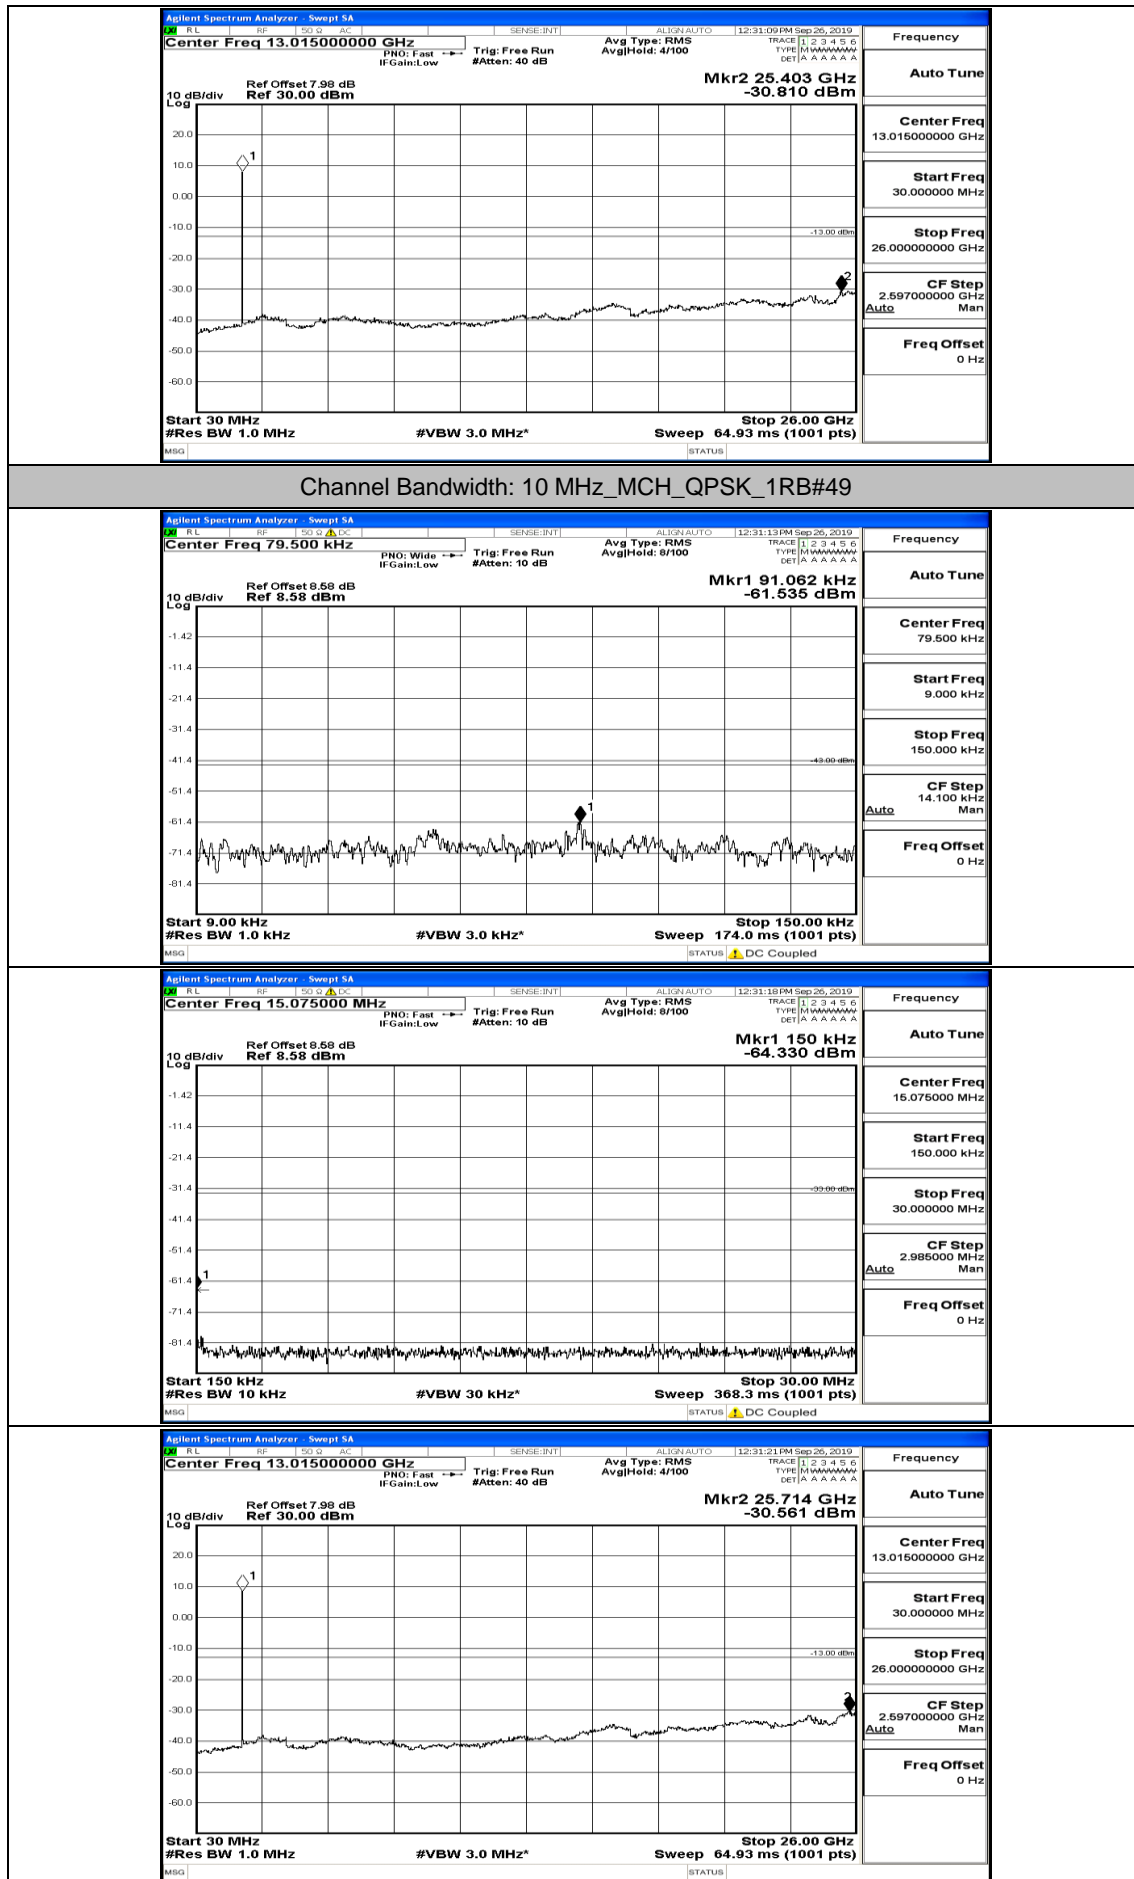 Agilent Spectrum Analyzer - Swept SA
LXI RL RF 50 Ω AC SENSE:INT ALIGN AUTO 12:31:09 PM Sep 26, 2019
Center Freq 13.015000000 GHz
PNO: Fast
IFGain:Low
Trig: Free Run
#Atten: 40 dB
Avg Type: RMS
Avg|Hold: 4/100
TRACE 1 2 3 4 5 6
TYPE M WWWWW
DET A A A A A A
Ref Offset 7.98 dB
10 dB/div Ref 30.00 dBm
Log
Mkr2 25.403 GHz
-30.810 dBm
20.0
10.0
0.00
-10.0
-20.0
-30.0
-40.0
-50.0
-60.0
1
2
-13.00 dBm
Start 30 MHz Stop 26.00 GHz
#Res BW 1.0 MHz #VBW 3.0 MHz* Sweep 64.93 ms (1001 pts)
MSG STATUS
Frequency
Auto Tune
Center Freq
13.015000000 GHz
Start Freq
30.000000 MHz
Stop Freq
26.000000000 GHz
CF Step
2.597000000 GHz
Auto Man
Freq Offset
0 Hz
Channel Bandwidth: 10 MHz_MCH_QPSK_1RB#49
Agilent Spectrum Analyzer - Swept SA
LXI RL RF 50 Ω DC SENSE:INT ALIGN AUTO 12:31:13 PM Sep 26, 2019
Center Freq 79.500 kHz
PNO: Wide
IFGain:Low
Trig: Free Run
#Atten: 10 dB
Avg Type: RMS
Avg|Hold: 8/100
TRACE 1 2 3 4 5 6
TYPE M WWWWW
DET A A A A A A
Ref Offset 8.58 dB
10 dB/div Ref 8.58 dBm
Log
Mkr1 91.062 kHz
-61.535 dBm
-1.42
-11.4
-21.4
-31.4
-41.4
-51.4
-61.4
-71.4
-81.4
1
-43.00 dBm
Start 9.00 kHz Stop 150.00 kHz
#Res BW 1.0 kHz #VBW 3.0 kHz* Sweep 174.0 ms (1001 pts)
MSG STATUS DC Coupled
Frequency
Auto Tune
Center Freq
79.500 kHz
Start Freq
9.000 kHz
Stop Freq
150.000 kHz
CF Step
14.100 kHz
Auto Man
Freq Offset
0 Hz
Agilent Spectrum Analyzer - Swept SA
LXI RL RF 50 Ω DC SENSE:INT ALIGN AUTO 12:31:18 PM Sep 26, 2019
Center Freq 15.075000 MHz
PNO: Fast
IFGain:Low
Trig: Free Run
#Atten: 10 dB
Avg Type: RMS
Avg|Hold: 8/100
TRACE 1 2 3 4 5 6
TYPE M WWWWW
DET A A A A A A
Ref Offset 8.58 dB
10 dB/div Ref 8.58 dBm
Log
Mkr1 150 kHz
-64.330 dBm
-1.42
-11.4
-21.4
-31.4
-41.4
-51.4
-61.4
-71.4
-81.4
1
-33.00 dBm
Start 150 kHz Stop 30.00 MHz
#Res BW 10 kHz #VBW 30 kHz* Sweep 368.3 ms (1001 pts)
MSG STATUS DC Coupled
Frequency
Auto Tune
Center Freq
15.075000 MHz
Start Freq
150.000 kHz
Stop Freq
30.000000 MHz
CF Step
2.985000 MHz
Auto Man
Freq Offset
0 Hz
Agilent Spectrum Analyzer - Swept SA
LXI RL RF 50 Ω AC SENSE:INT ALIGN AUTO 12:31:21 PM Sep 26, 2019
Center Freq 13.015000000 GHz
PNO: Fast
IFGain:Low
Trig: Free Run
#Atten: 40 dB
Avg Type: RMS
Avg|Hold: 4/100
TRACE 1 2 3 4 5 6
TYPE M WWWWW
DET A A A A A A
Ref Offset 7.98 dB
10 dB/div Ref 30.00 dBm
Log
Mkr2 25.714 GHz
-30.561 dBm
20.0
10.0
0.00
-10.0
-20.0
-30.0
-40.0
-50.0
-60.0
1
2
-13.00 dBm
Start 30 MHz Stop 26.00 GHz
#Res BW 1.0 MHz #VBW 3.0 MHz* Sweep 64.93 ms (1001 pts)
MSG STATUS
Frequency
Auto Tune
Center Freq
13.015000000 GHz
Start Freq
30.000000 MHz
Stop Freq
26.000000000 GHz
CF Step
2.597000000 GHz
Auto Man
Freq Offset
0 Hz